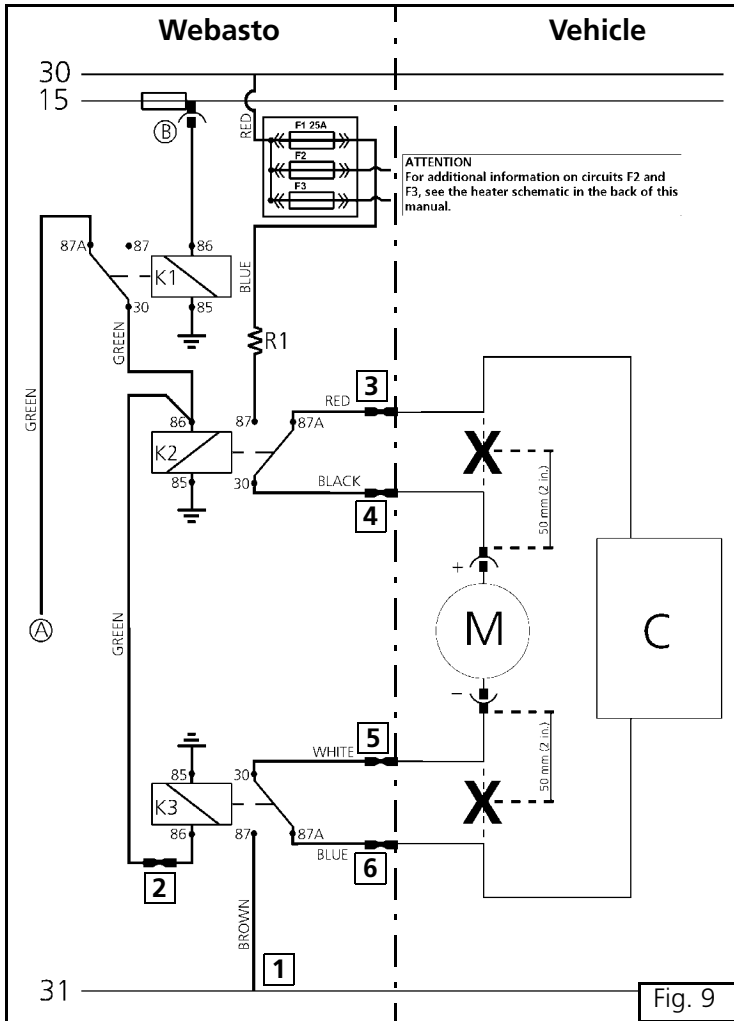 Webasto
Vehicle
30
15
B
RED
F1 25A
F2
F3
ATTENTION
For additional information on circuits F2 and
F3, see the heater schematic in the back of this
manual.
87A
87
86
K1
30
85
BLUE
GREEN
R1
GREEN
3
RED
86
87
87A
K2
85
30
BLACK
4
50 mm (2 in.)
+
M
C
A
GREEN
−
5
WHITE
85
30
K3
86
87
87A
BLUE
6
50 mm (2 in.)
2
BROWN
1
31
Fig. 9